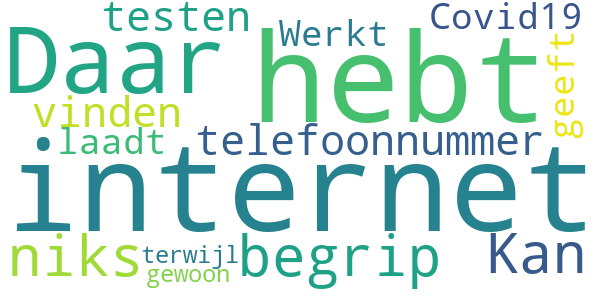 testen
Covid19
Daar
Werkt
hebt
geeft
vinden
laadt
telefoonnummer
internet
niks
terwijl
gewoon
begrip
Kan